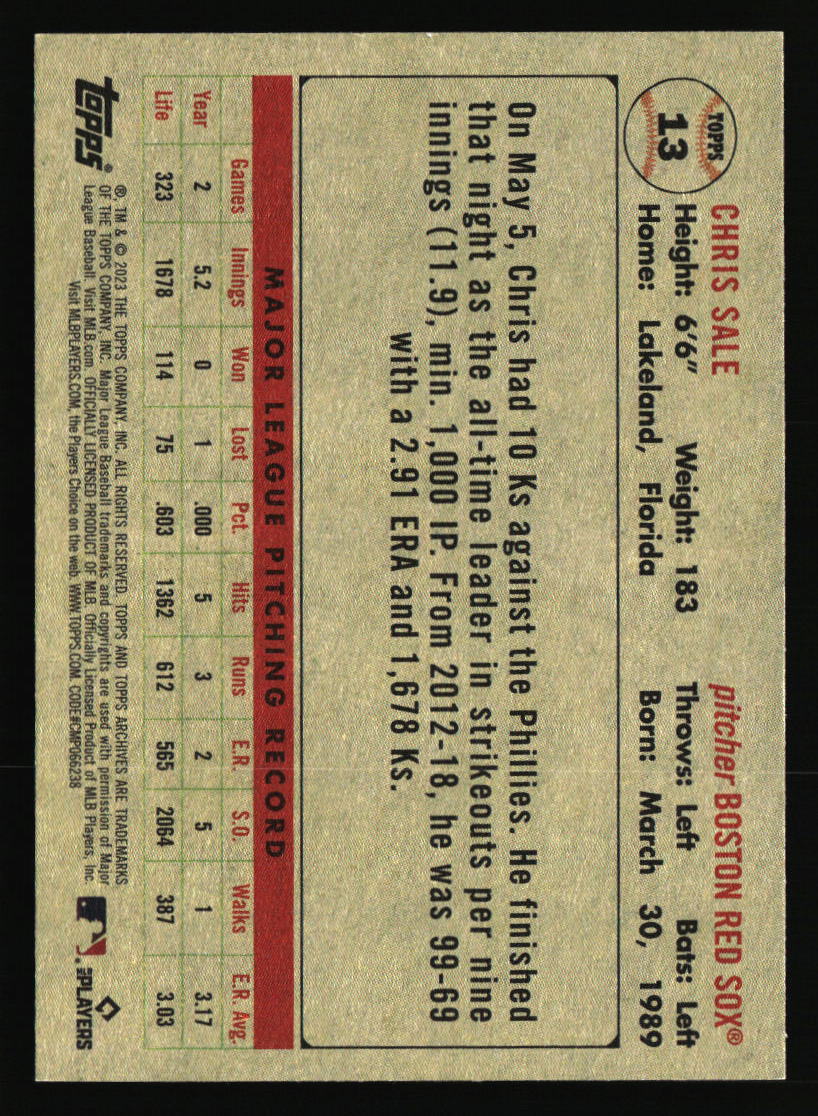 TOPPS
13
CHRIS SALE pitcher BOSTON RED SOX®
Height: 6'6" Weight: 183 Throws: Left Bats: Left
Home: Lakeland, Florida Born: March 30, 1989
On May 5, Chris had 10 Ks against the Phillies. He finished
that night as the all-time leader in strikeouts per nine
innings (11.9), min. 1,000 IP. From 2012-18, he was 99-69
with a 2.91 ERA and 1,678 Ks.
MAJOR LEAGUE PITCHING RECORD
Games Innings Won Lost Pct. Hits Runs E.R. S.O. Walks E.R. Avg.
Year 2 5.2 0 1 .000 5 3 2 5 1 3.17
Life 323 1678 114 75 .603 1362 612 565 2064 387 3.03
topps®
®, TM & © 2023 THE TOPPS COMPANY, INC. ALL RIGHTS RESERVED. TOPPS AND TOPPS ARCHIVES ARE TRADEMARKS
OF THE TOPPS COMPANY, INC. Major League Baseball trademarks and copyrights are used with permission of Major
League Baseball. Visit MLB.com. OFFICIALLY LICENSED PRODUCT OF MLB. Officially Licensed Product of MLB Players, Inc.
Visit MLBPLAYERS.COM, the Players Choice on the web. WWW.TOPPS.COM. CODE#CMP066238
MLBPLAYERS